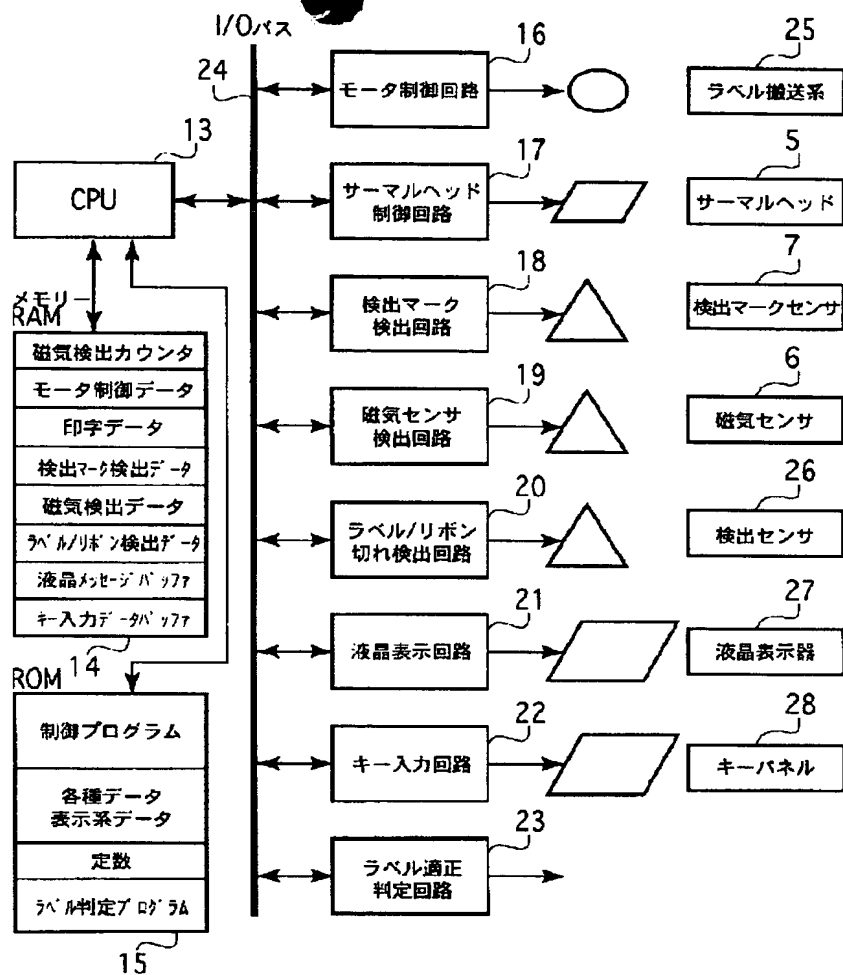 I/Oバス
24
13
CPU
メモリー
RAM
磁気検出カウンタ
モータ制御データ
印字データ
検出マーク検出データ
磁気検出データ
ラベル/リボン検出データ
液晶メッセージバッファ
キー入力データバッファ
14
ROM
制御プログラム
各種データ
表示系データ
定数
ラベル判定プログラム
15
16
モータ制御回路
25
ラベル搬送系
17
サーマルヘッド
制御回路
5
サーマルヘッド
18
検出マーク
検出回路
7
検出マークセンサ
19
磁気センサ
検出回路
6
磁気センサ
20
ラベル/リボン
切れ検出回路
26
検出センサ
21
液晶表示回路
27
液晶表示器
22
キー入力回路
28
キーパネル
23
ラベル適正
判定回路